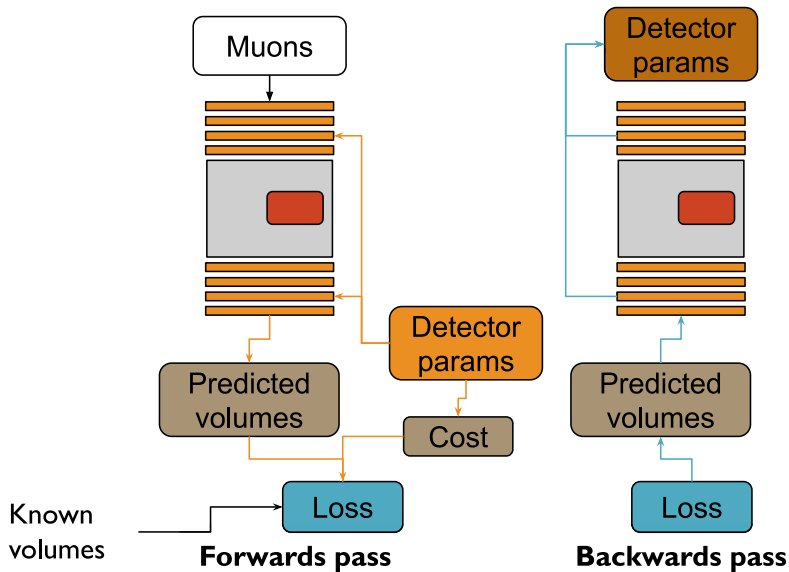 Muons
Detector
params
Predicted
volumes
Cost
Loss
Known
volumes
Forwards pass
Detector
params
Predicted
volumes
Loss
Backwards pass